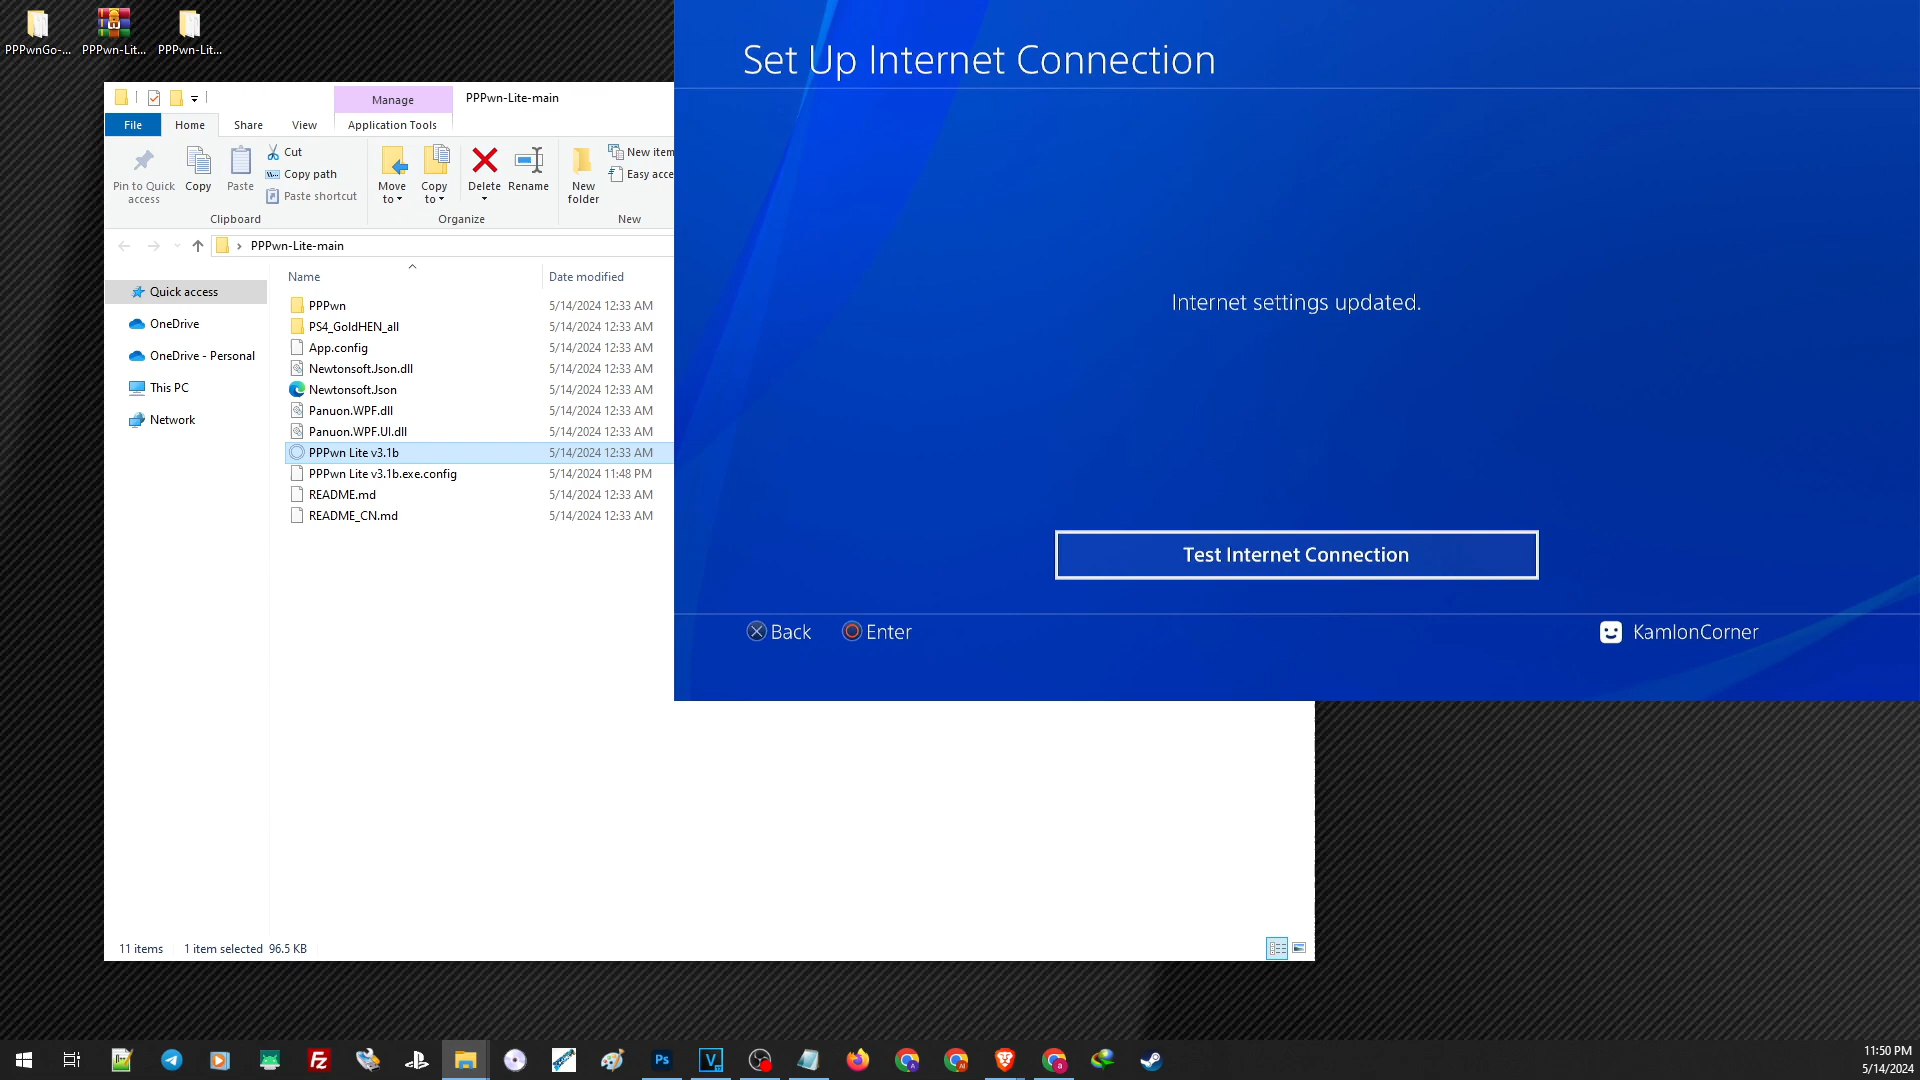 PPPwnGo-...
PPPwn-Lit...
PPPwn-Lit...
Manage
PPPwn-Lite-main
File
Home
Share
View
Application Tools
Pin to Quick
access
Copy
Paste
Cut
Copy path
Paste shortcut
Move
to
Copy
to
Delete
Rename
New
folder
New item
Easy acce
Clipboard
Organize
New
PPPwn-Lite-main
Name
Date modified
Quick access
OneDrive
OneDrive - Personal
This PC
Network
PPPwn 5/14/2024 12:33 AM
PS4_GoldHEN_all 5/14/2024 12:33 AM
App.config 5/14/2024 12:33 AM
Newtonsoft.Json.dll 5/14/2024 12:33 AM
Newtonsoft.Json 5/14/2024 12:33 AM
Panuon.WPF.dll 5/14/2024 12:33 AM
Panuon.WPF.UI.dll 5/14/2024 12:33 AM
PPPwn Lite v3.1b 5/14/2024 12:33 AM
PPPwn Lite v3.1b.exe.config 5/14/2024 11:48 PM
README.md 5/14/2024 12:33 AM
README_CN.md 5/14/2024 12:33 AM
11 items 1 item selected 96.5 KB
Set Up Internet Connection
Internet settings updated.
Test Internet Connection
Back
Enter
KamlonCorner
Fz
Ps
V
11:50 PM
5/14/2024